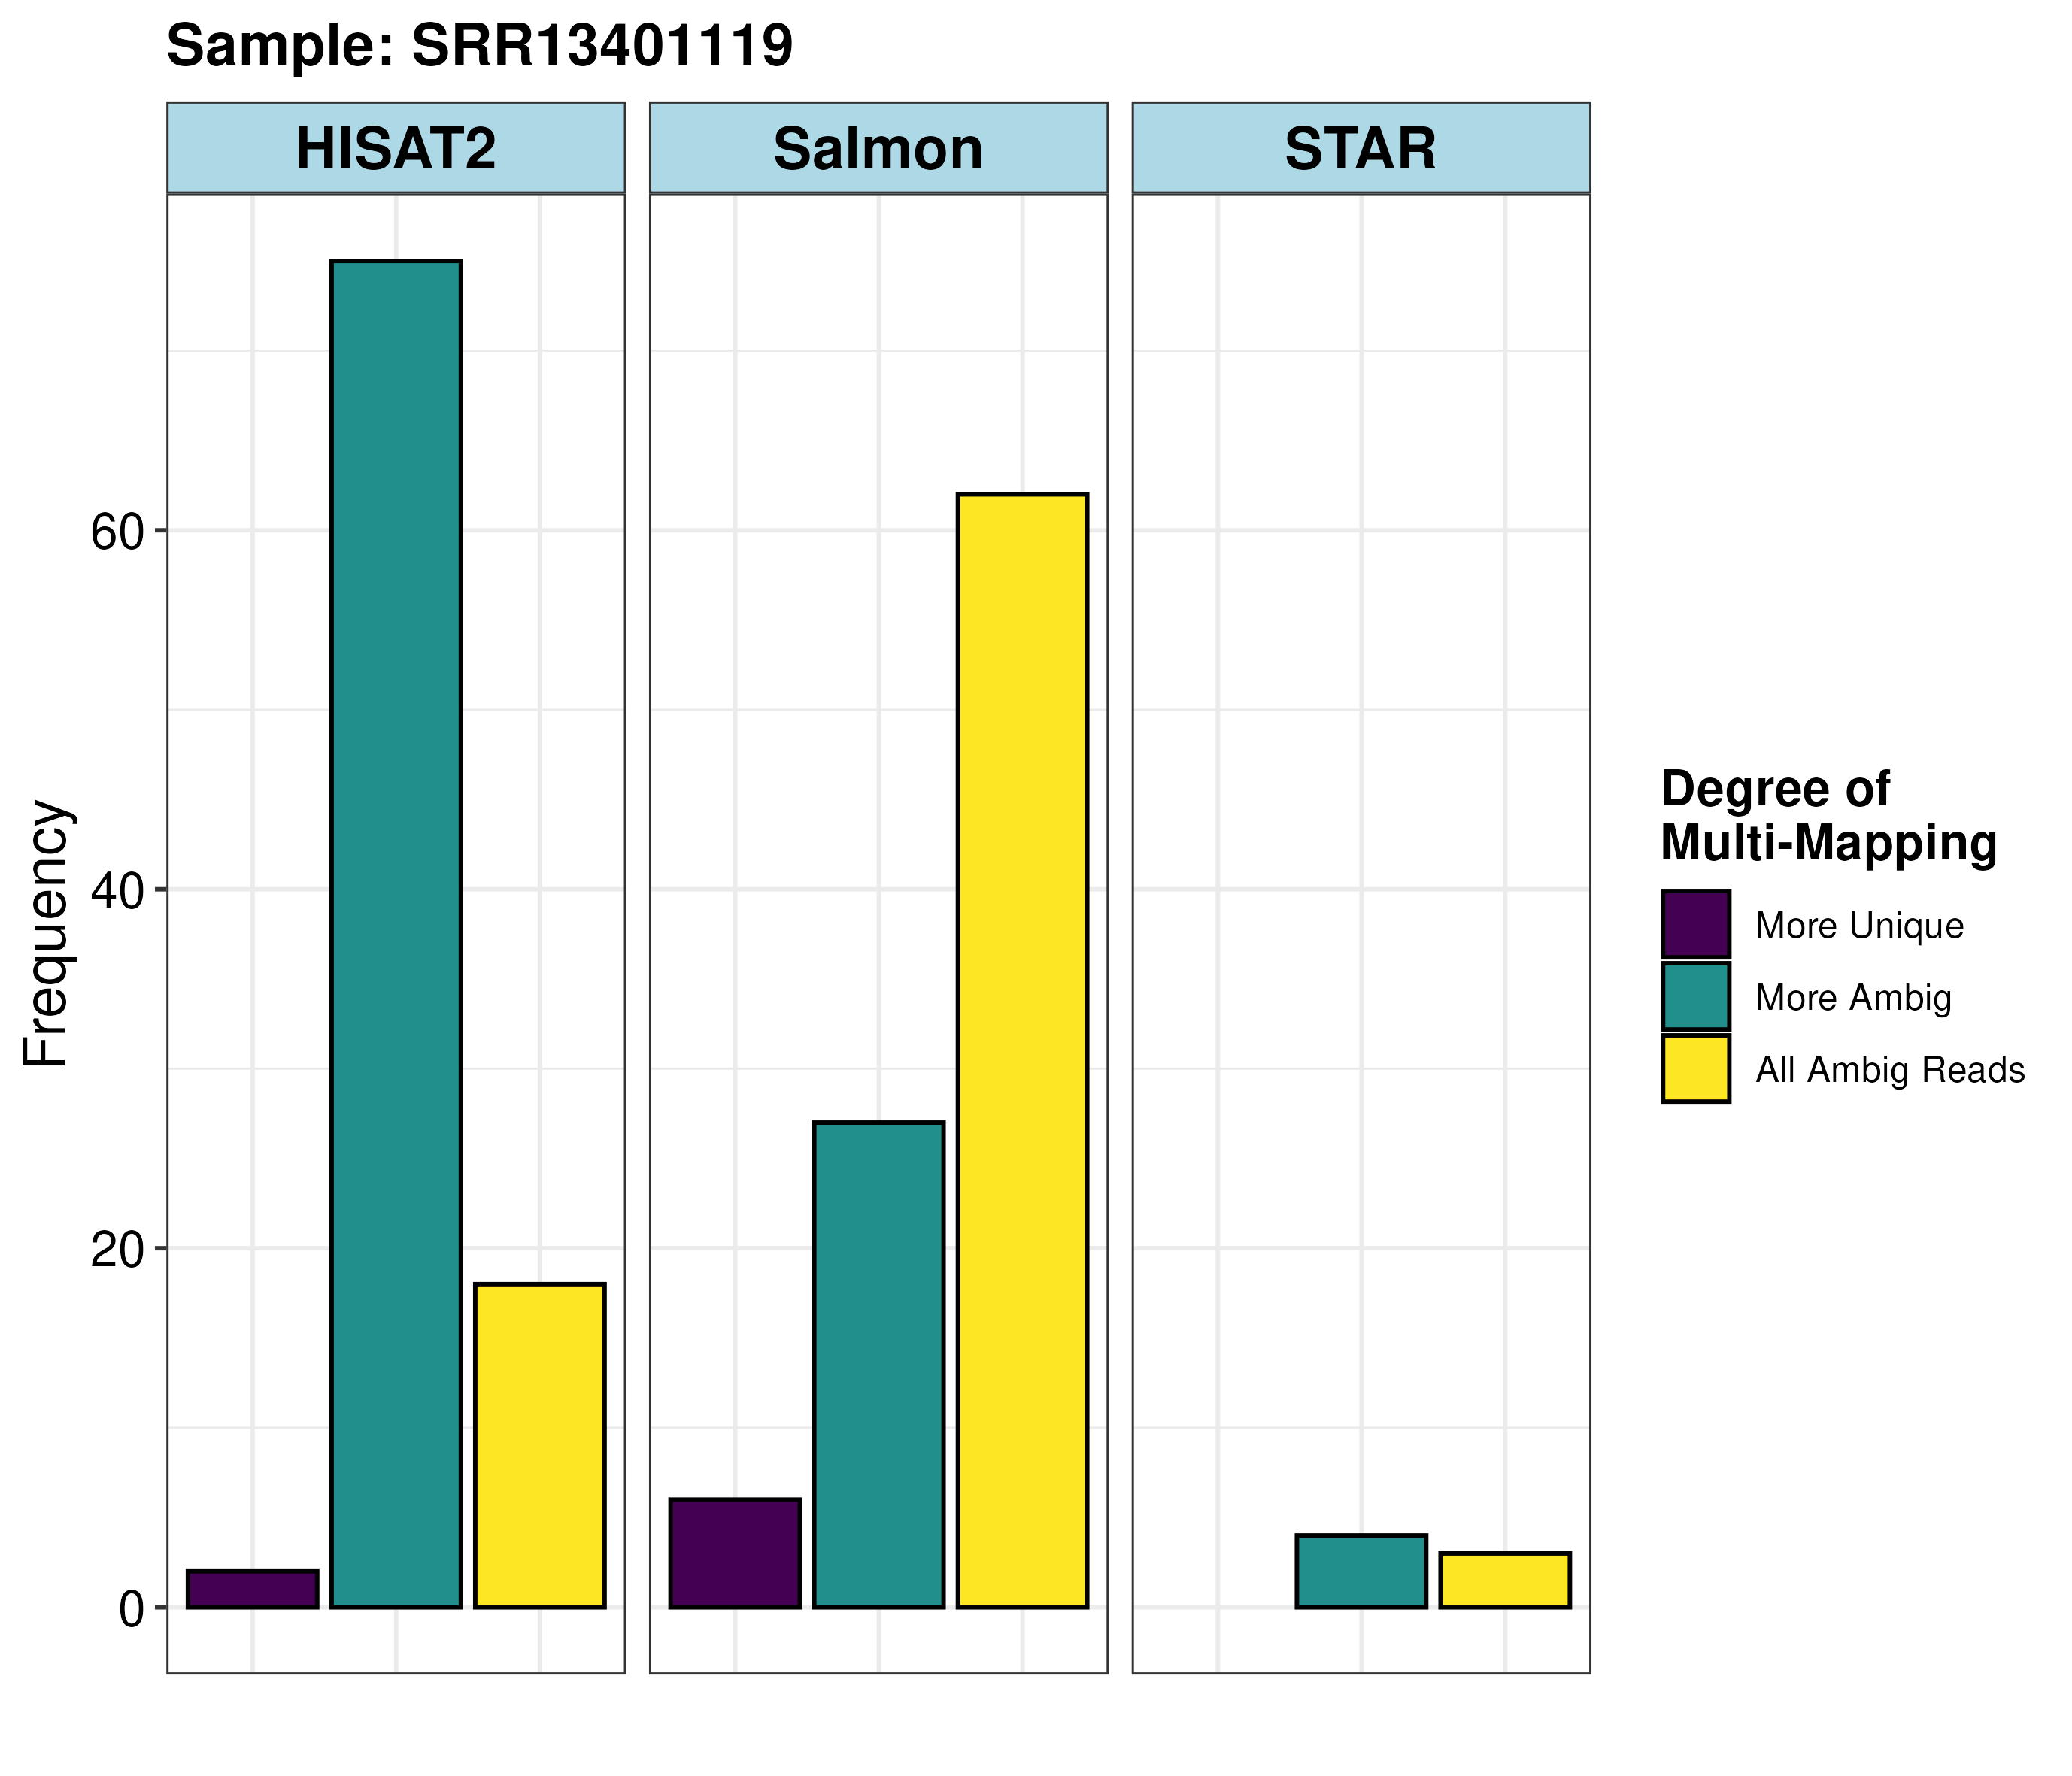 Sample: SRR13401119
HISAT2
Salmon
STAR
Frequency
60
40
20
0
Degree of
Multi-Mapping
More Unique
More Ambig
All Ambig Reads